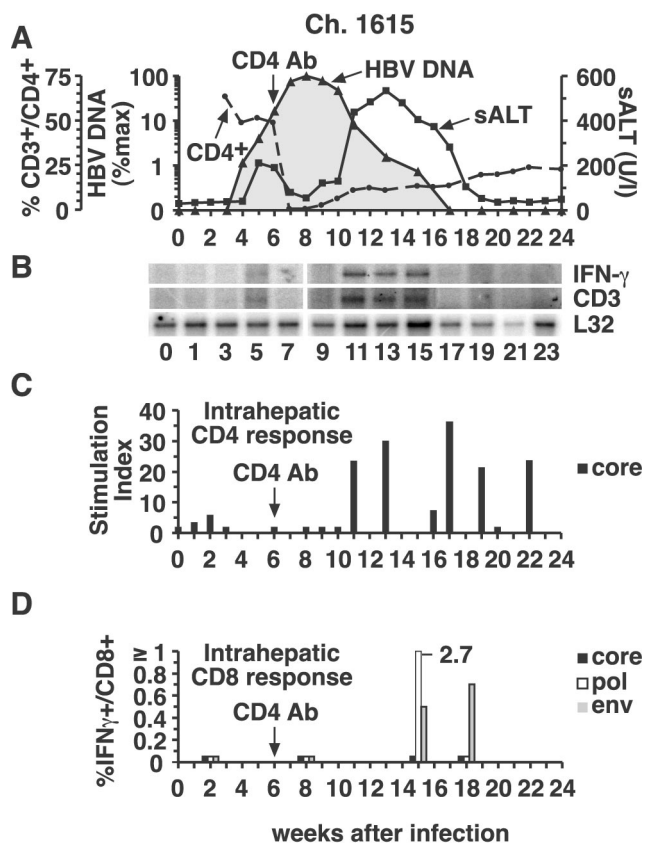 Ch. 1615
A
CD4 Ab
HBV DNA
sALT
CD4+
% CD3+/CD4+
75
50
25
0
HBV DNA
(%max)
100
10
1
0
sALT (U/l)
600
400
200
0
0 2 4 6 8 10 12 14 16 18 20 22 24
B
IFN-γ
CD3
L32
0 1 3 5 7 9 11 13 15 17 19 21 23
C
Stimulation
Index
40
30
20
10
0
Intrahepatic
CD4 response
CD4 Ab
core
0 2 4 6 8 10 12 14 16 18 20 22 24
D
%IFNγ+/CD8+
≥ 1
0.8
0.6
0.4
0.2
0
Intrahepatic
CD8 response
CD4 Ab
2.7
core
pol
env
0 2 4 6 8 10 12 14 16 18 20 22 24
weeks after infection